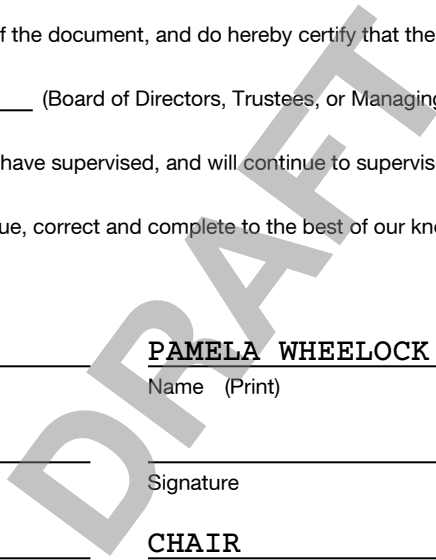 f the document, and do hereby certify that the
(Board of Directors, Trustees, or Managing
have supervised, and will continue to supervis
ue, correct and complete to the best of our kno
PAMELA WHEELOCK
Name (Print)
Signature
CHAIR
DRAFT